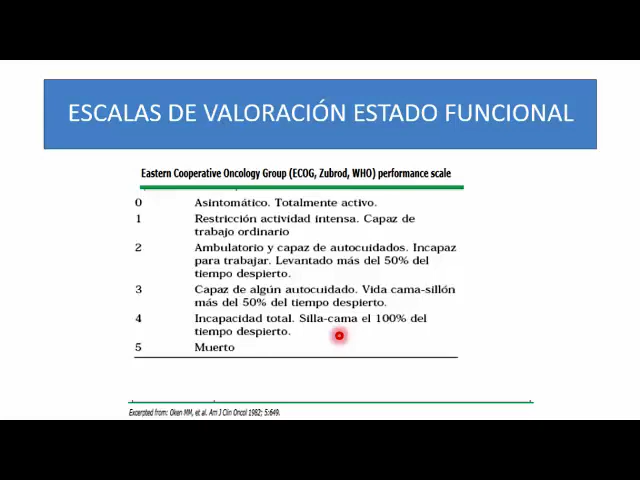 ESCALAS DE VALORACIÓN ESTADO FUNCIONAL
Eastern Cooperative Oncology Group (ECOG, Zubrod, WHO) performance scale
0 Asintomático. Totalmente activo.
1 Restricción actividad intensa. Capaz de
trabajo ordinario
2 Ambulatorio y capaz de autocuidados. Incapaz
para trabajar. Levantado más del 50% del
tiempo despierto.
3 Capaz de algún autocuidado. Vida cama-sillón
más del 50% del tiempo despierto.
4 Incapacidad total. Silla-cama el 100% del
tiempo despierto.
5 Muerto
Excerpted from: Oken MM, et al. Am J Clin Oncol 1982; 5:649.